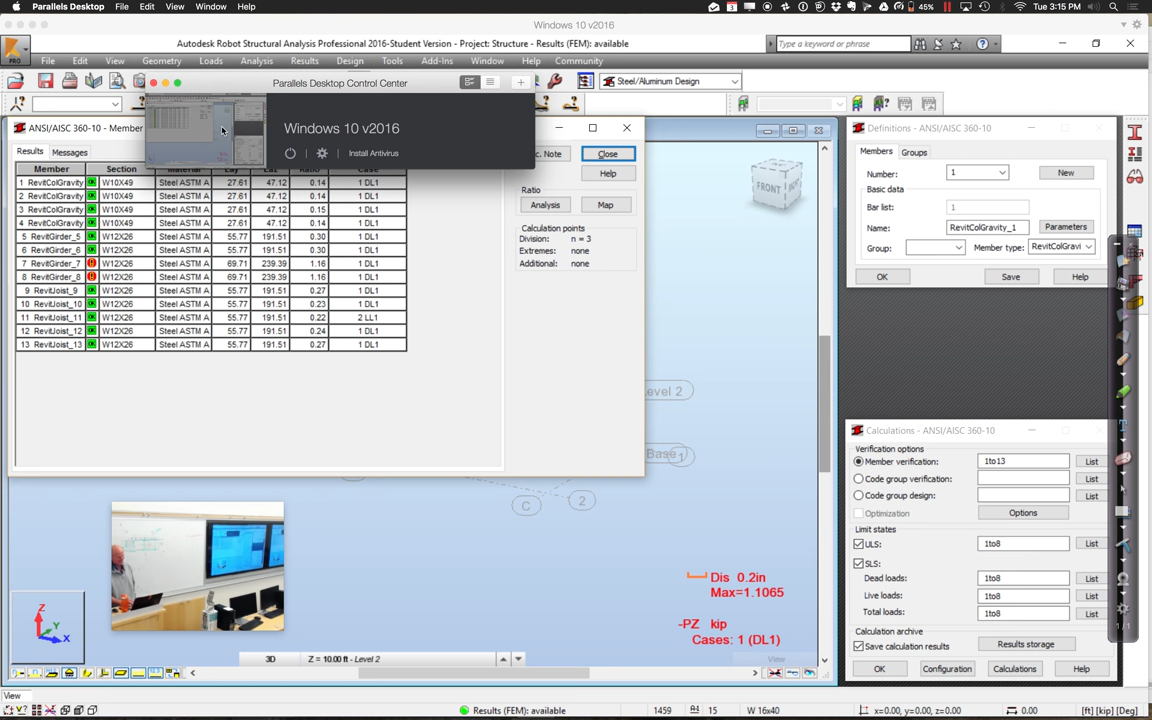 Parallels Desktop File View Window Help
45% Tue 3:15 PM
Windows 10 v2016
Autodesk Robot Structural Analysis Professional 2016-Student Version - Project: Structure - Results (FEM): available
Type a keyword or phrase
PRO
File Edit View Geometry Loads Analysis Results Design Tools Add-Ins Window Help Community
Steel/Aluminum Design
Parallels Desktop Control Center
Windows 10 v2016
Install Antivirus
ANSI/AISC 360-10 - Member
Results Messages
c. Note Close
Help
Ratio
Analysis Map
Calculation points
Division: n = 3
Extremes: none
Additional: none
Member Section Material Lay Laz Ratio Case
1 RevitColGravity OK W10X49 Steel ASTM A 27.61 47.12 0.14 1 DL1
2 RevitColGravity OK W10X49 Steel ASTM A 27.61 47.12 0.14 1 DL1
3 RevitColGravity OK W10X49 Steel ASTM A 27.61 47.12 0.15 1 DL1
4 RevitColGravity OK W10X49 Steel ASTM A 27.61 47.12 0.14 1 DL1
5 RevitGirder_5 OK W12X26 Steel ASTM A 55.77 191.51 0.30 1 DL1
6 RevitGirder_6 OK W12X26 Steel ASTM A 55.77 191.51 0.30 1 DL1
7 RevitGirder_7 W12X26 Steel ASTM A 69.71 239.39 1.16 1 DL1
8 RevitGirder_8 W12X26 Steel ASTM A 69.71 239.39 1.16 1 DL1
9 RevitJoist_9 OK W12X26 Steel ASTM A 55.77 191.51 0.27 1 DL1
10 RevitJoist_10 OK W12X26 Steel ASTM A 55.77 191.51 0.23 1 DL1
11 RevitJoist_11 OK W12X26 Steel ASTM A 55.77 191.51 0.22 2 LL1
12 RevitJoist_12 OK W12X26 Steel ASTM A 55.77 191.51 0.24 1 DL1
13 RevitJoist_13 OK W12X26 Steel ASTM A 55.77 191.51 0.27 1 DL1
FRONT
evel 2
Base 1
C 2
Dis 0.2in
Max=1.1065
-PZ kip
Cases: 1 (DL1)
Z
Y
X
3D Z = 10.00 ft - Level 2
View
Definitions - ANSI/AISC 360-10
Members Groups
Number: 1 New
Basic data
Bar list: 1
Name: RevitColGravity_1 Parameters
Group: Member type: RevitColGravi
OK Save Help
Calculations - ANSI/AISC 360-10
Verification options
Member verification: 1to13 List
Code group verification: List
Code group design: List
Optimization Options
Limit states
ULS: 1to8 List
SLS:
Dead loads: 1to8 List
Live loads: 1to8 List
Total loads: 1to8 List
Calculation archive
Save calculation results Results storage
OK Configuration Calculations Help
1/1
View
Results (FEM): available 1459 15 W 16x40 x=0.00, y=0.00, z=0.00 0.00 [ft] [kip] [Deg]